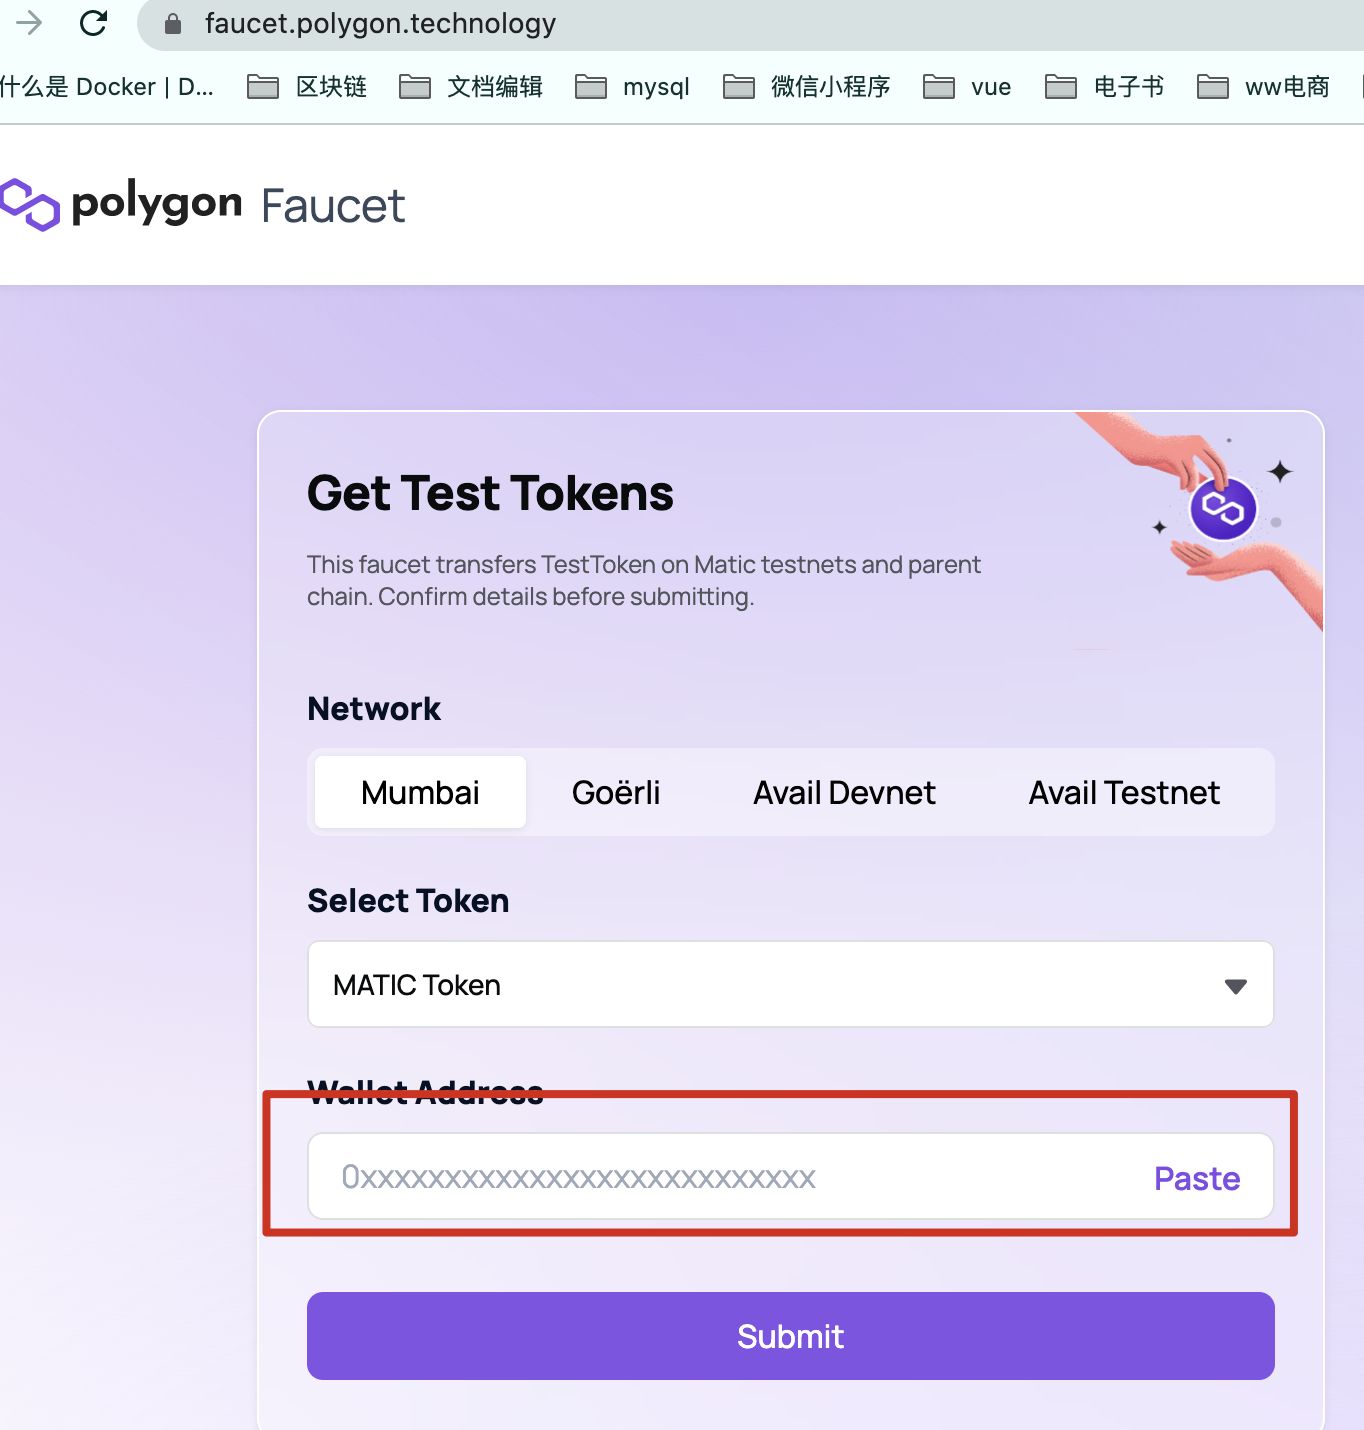 faucet.polygon.technology
什么是 Docker | D... 区块链 文档编辑 mysql 微信小程序 vue 电子书 ww电商
polygon Faucet
Get Test Tokens
This faucet transfers TestToken on Matic testnets and parent
chain. Confirm details before submitting.
Network
Mumbai Goërli Avail Devnet Avail Testnet
Select Token
MATIC Token
Wallet Address
0xxxxxxxxxxxxxxxxxxxxxxxxxxx Paste
Submit